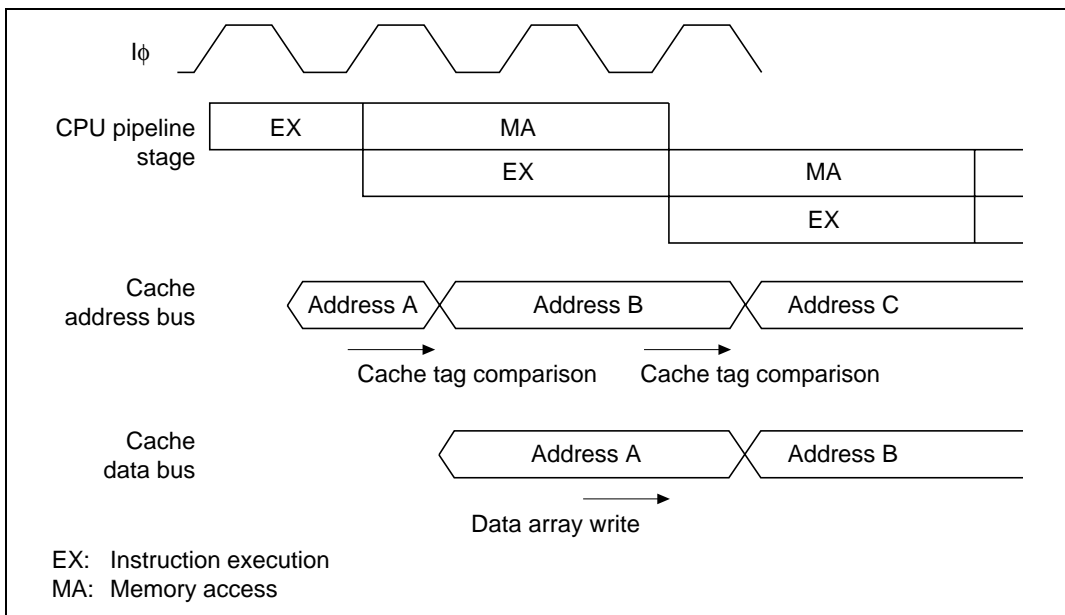 Iϕ
CPU pipeline
stage
EX
MA
EX
MA
EX
Cache
address bus
Address A
Address B
Address C
Cache tag comparison
Cache tag comparison
Cache
data bus
Address A
Address B
Data array write
EX: Instruction execution
MA: Memory access